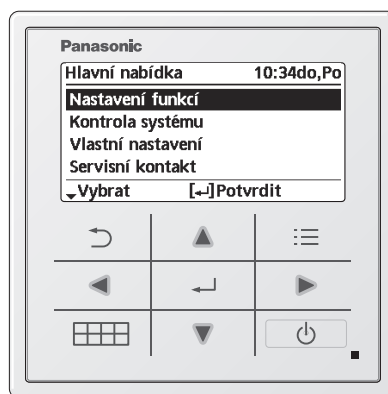 Panasonic
Hlavní nabídka 10:34do,Po
Nastavení funkcí
Kontrola systému
Vlastní nastavení
Servisní kontakt
Vybrat [↵]Potvrdit